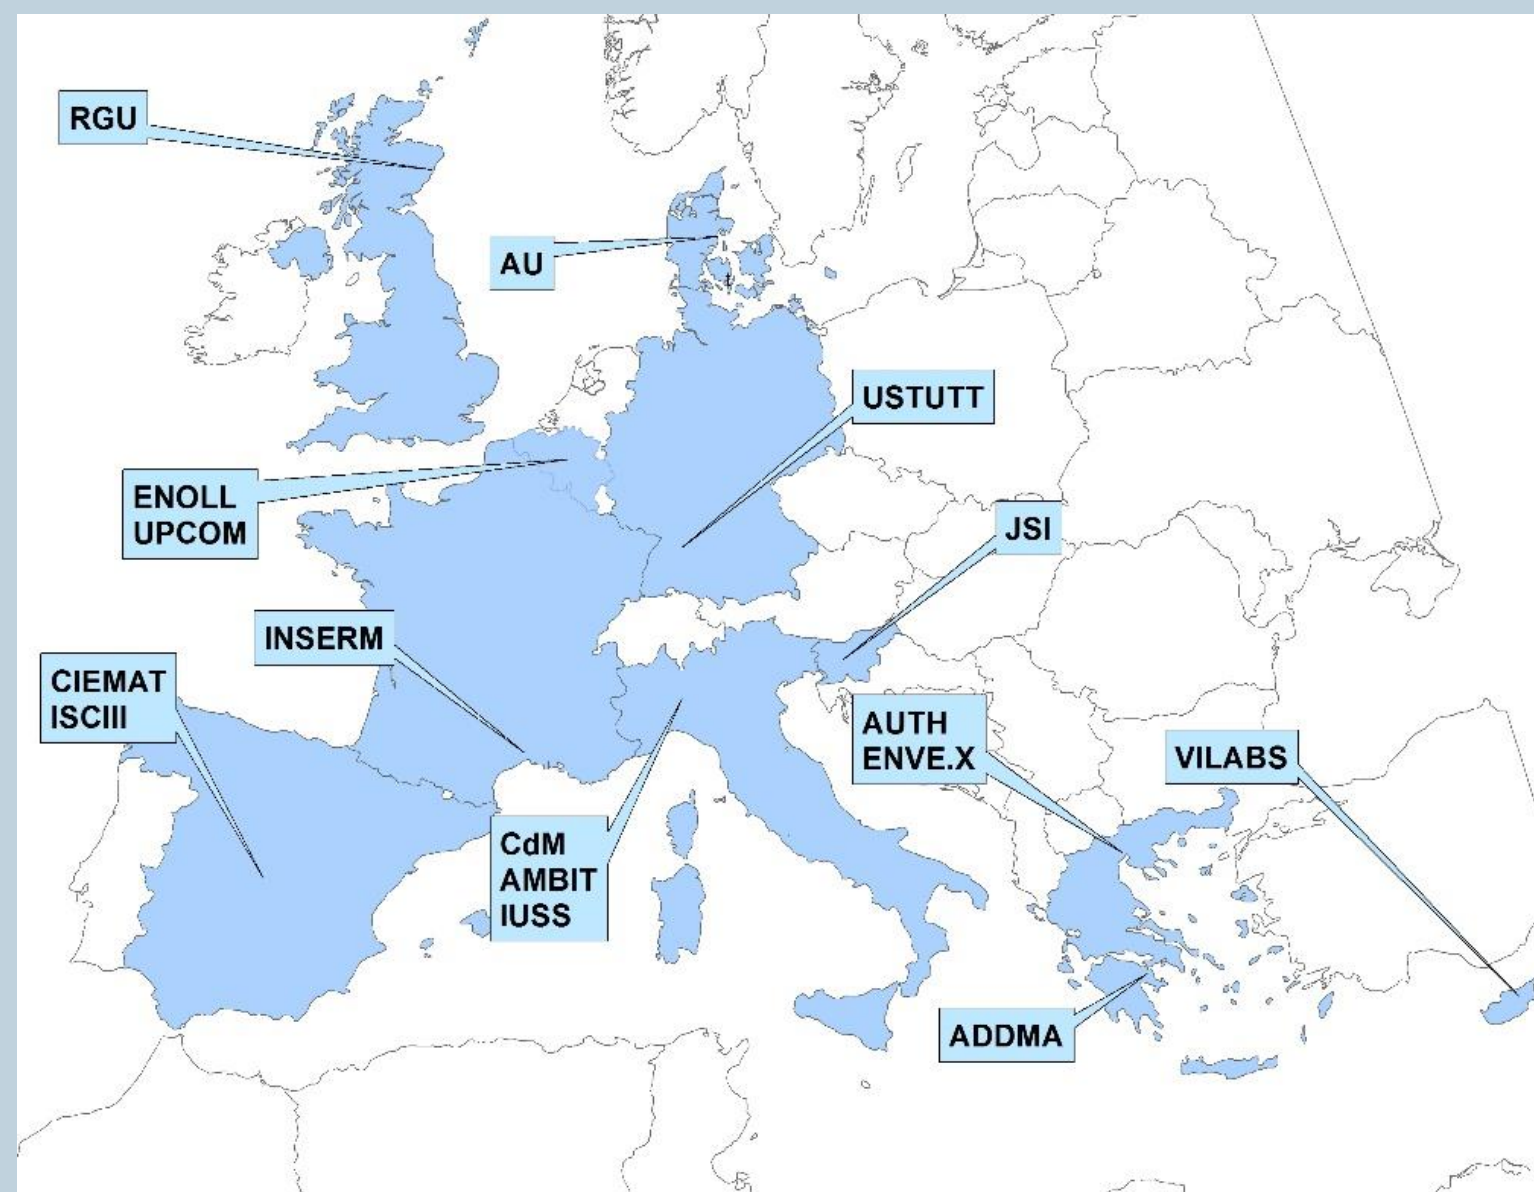 RGU
AU
USTUTT
ENOLL
UPCOM
JSI
INSERM
CIEMAT
ISCIII
AUTH
ENVE.X
VILABS
CdM
AMBIT
IUSS
ADDMA